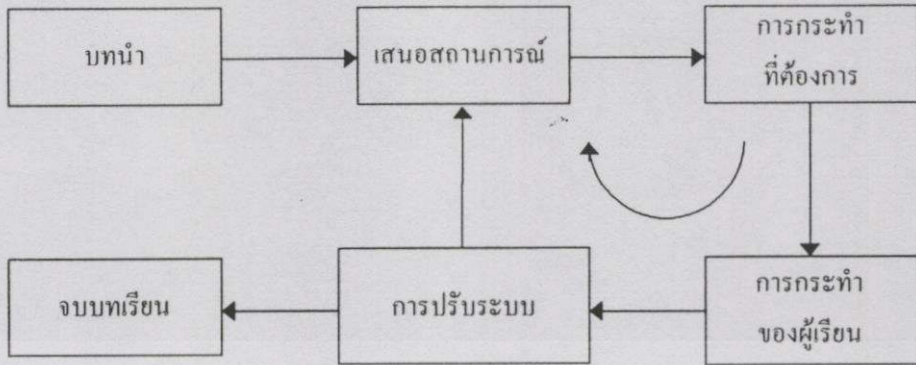 บทนำ
เสนอสถานการณ์
การกระทำ
ที่ต้องการ
จบบทเรียน
การปรับระบบ
การกระทำ
ของผู้เรียน